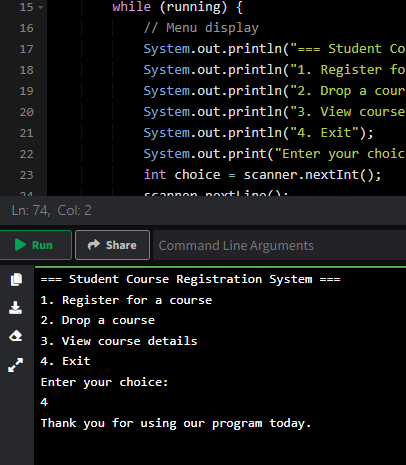 15 while (running) {
16 // Menu display
17 System.out.println("=== Student Co
18 System.out.println("1. Register fo
19 System.out.println("2. Drop a cour
20 System.out.println("3. View course
21 System.out.println("4. Exit");
22 System.out.print("Enter your choic
23 int choice = scanner.nextInt();
24 scanner.nextLine();
Ln: 74, Col: 2
Run Share Command Line Arguments
=== Student Course Registration System ===
1. Register for a course
2. Drop a course
3. View course details
4. Exit
Enter your choice:
4
Thank you for using our program today.